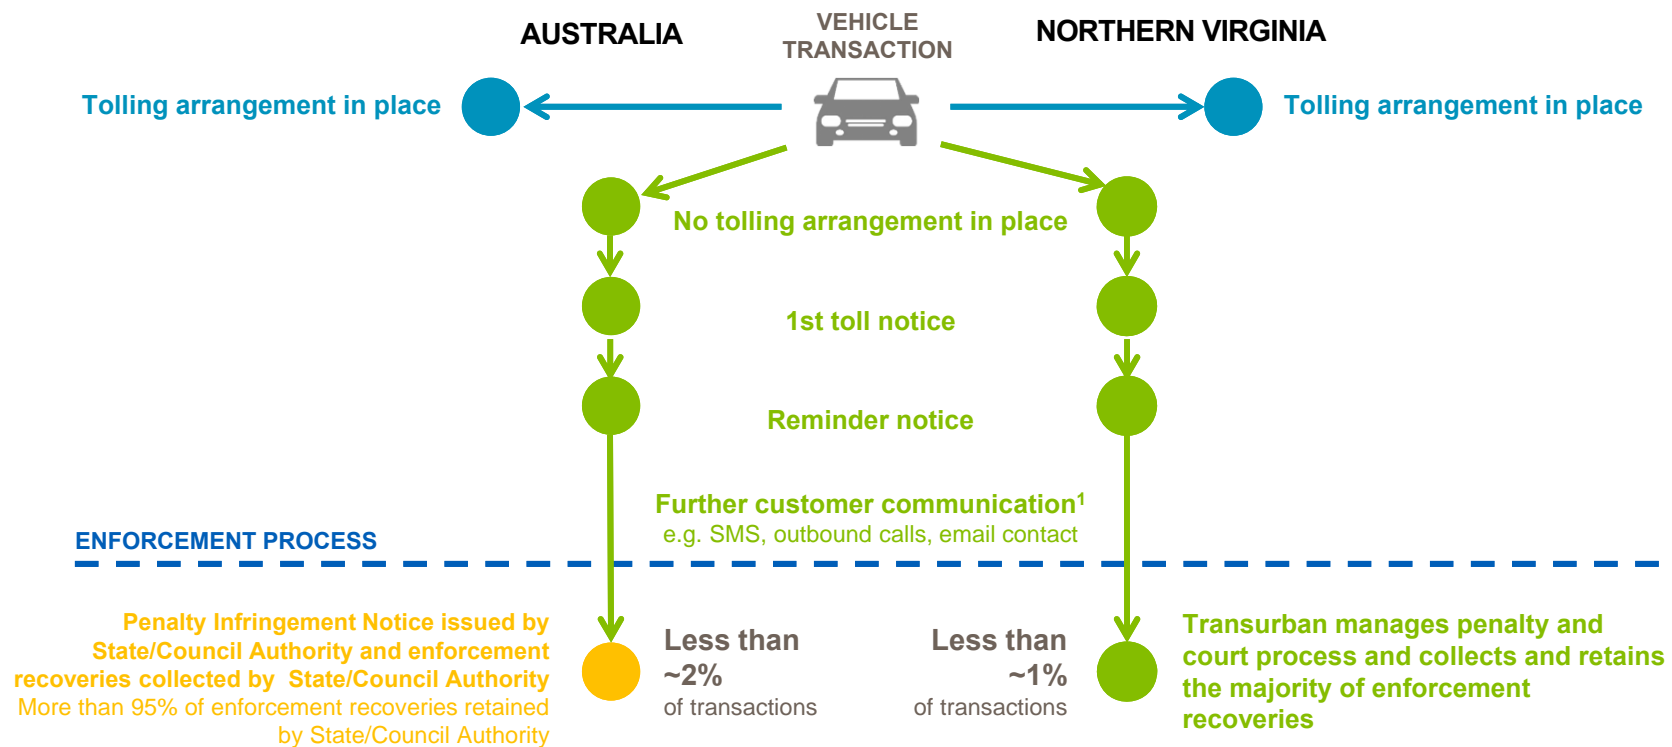 AUSTRALIA
VEHICLE
TRANSACTION
NORTHERN VIRGINIA
Tolling arrangement in place
Tolling arrangement in place
No tolling arrangement in place
1st toll notice
Reminder notice
Further customer communication¹
e.g. SMS, outbound calls, email contact
ENFORCEMENT PROCESS
Penalty Infringement Notice issued by
State/Council Authority and enforcement
recoveries collected by State/Council Authority
More than 95% of enforcement recoveries retained
by State/Council Authority
Less than
~2%
of transactions
Less than
~1%
of transactions
Transurban manages penalty and
court process and collects and retains
the majority of enforcement
recoveries